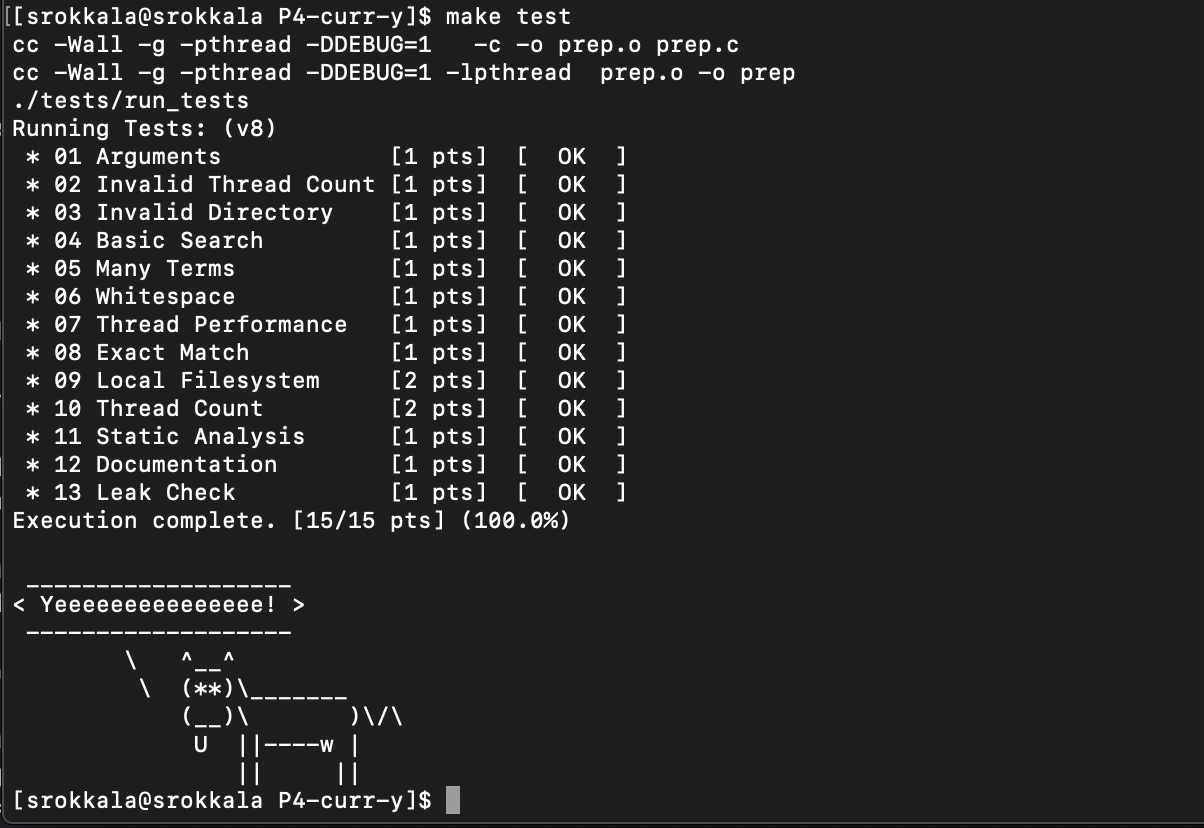 [[srokkala@srokkala P4-curr-y]$ make test
cc -Wall -g -pthread -DDEBUG=1   -c -o prep.o prep.c
cc -Wall -g -pthread -DDEBUG=1 -lpthread  prep.o -o prep
./tests/run_tests
Running Tests: (v8)
 * 01 Arguments            [1 pts]  [  OK  ]
 * 02 Invalid Thread Count [1 pts]  [  OK  ]
 * 03 Invalid Directory    [1 pts]  [  OK  ]
 * 04 Basic Search         [1 pts]  [  OK  ]
 * 05 Many Terms           [1 pts]  [  OK  ]
 * 06 Whitespace           [1 pts]  [  OK  ]
 * 07 Thread Performance   [1 pts]  [  OK  ]
 * 08 Exact Match          [1 pts]  [  OK  ]
 * 09 Local Filesystem     [2 pts]  [  OK  ]
 * 10 Thread Count         [2 pts]  [  OK  ]
 * 11 Static Analysis      [1 pts]  [  OK  ]
 * 12 Documentation        [1 pts]  [  OK  ]
 * 13 Leak Check           [1 pts]  [  OK  ]
Execution complete. [15/15 pts] (100.0%)
 ___________________
< Yeeeeeeeeeeeeeee! >
 -------------------
        \   ^__^
         \  (**)\_______
            (__)\       )\/\
             U  ||----w |
                ||     ||
[srokkala@srokkala P4-curr-y]$